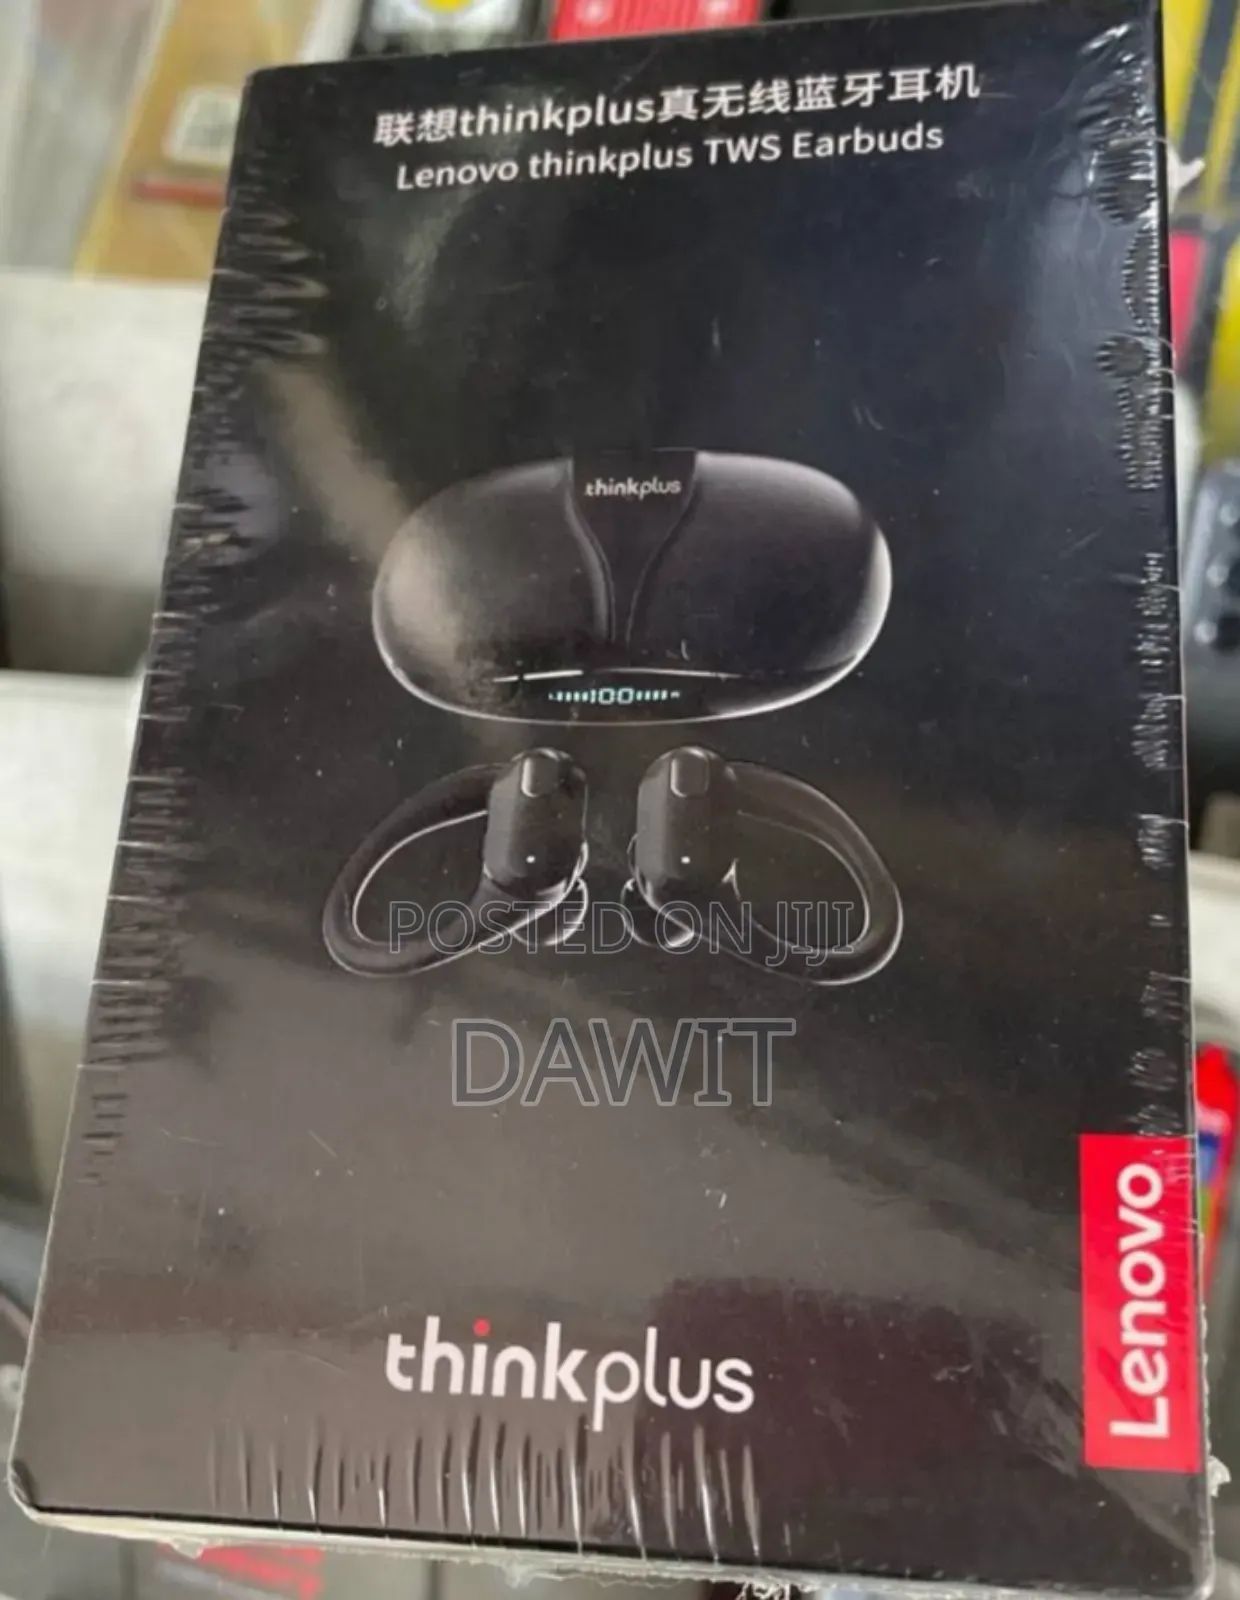 联想thinkplus真无线蓝牙耳机
Lenovo thinkplus TWS Earbuds
thinkplus
100
POSTED ON JIJI
DAWIT
Lenovo
thinkplus